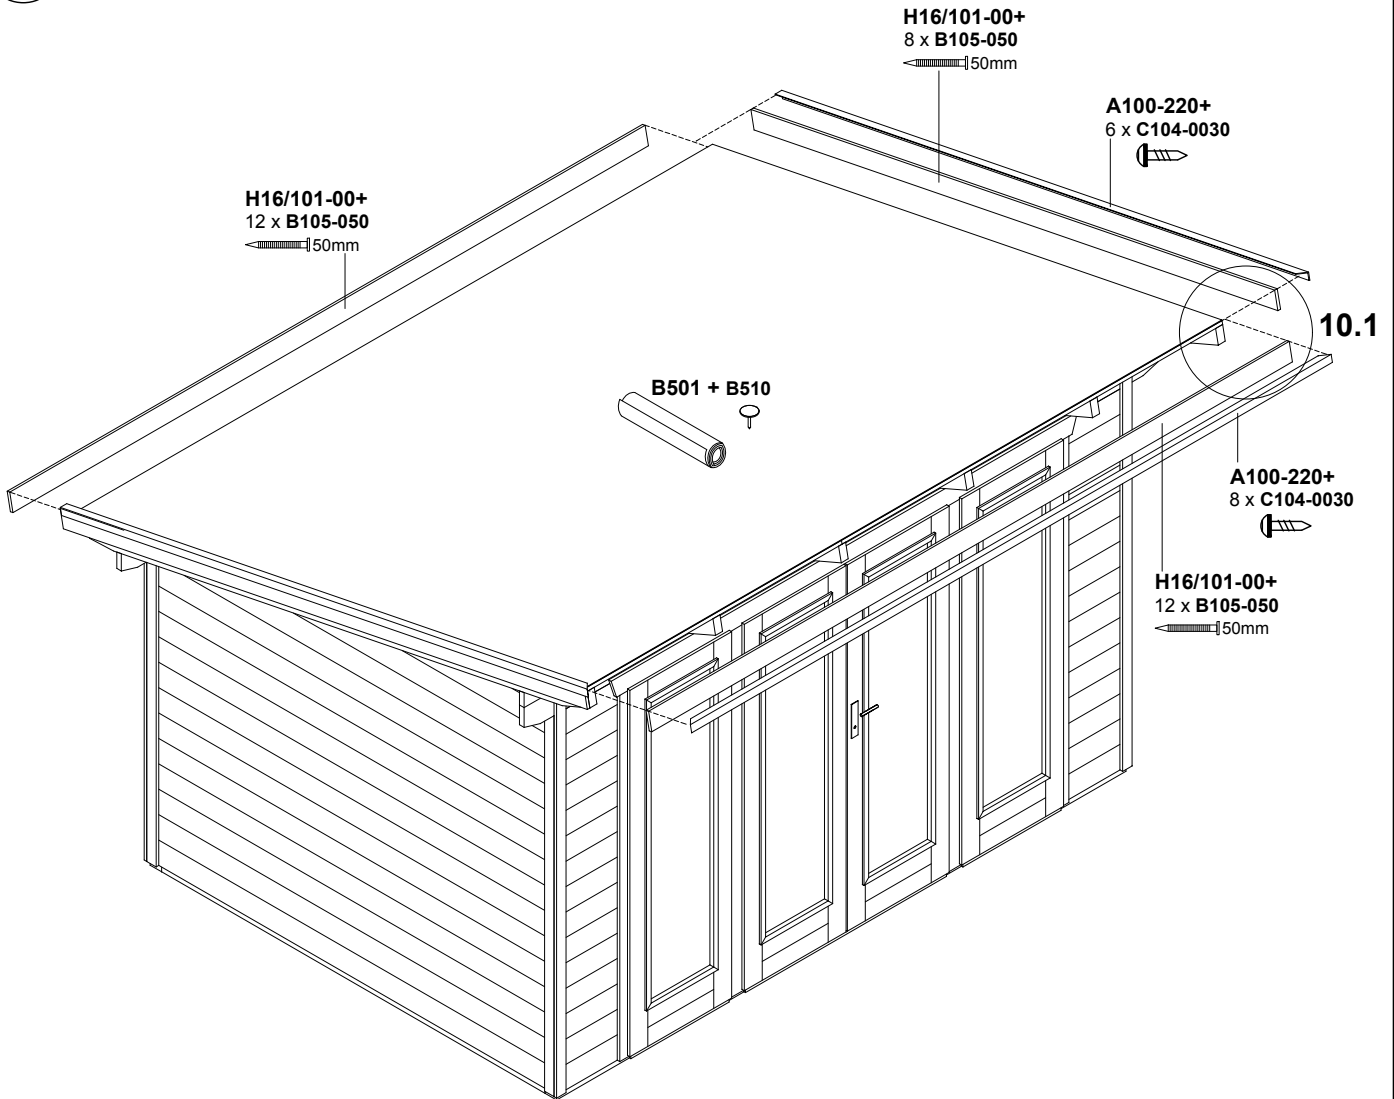 H16/101-00+
8 x B105-050
50mm
A100-220+
6 x C104-0030
H16/101-00+
12 x B105-050
50mm
10.1
B501 + B510
A100-220+
8 x C104-0030
H16/101-00+
12 x B105-050
50mm